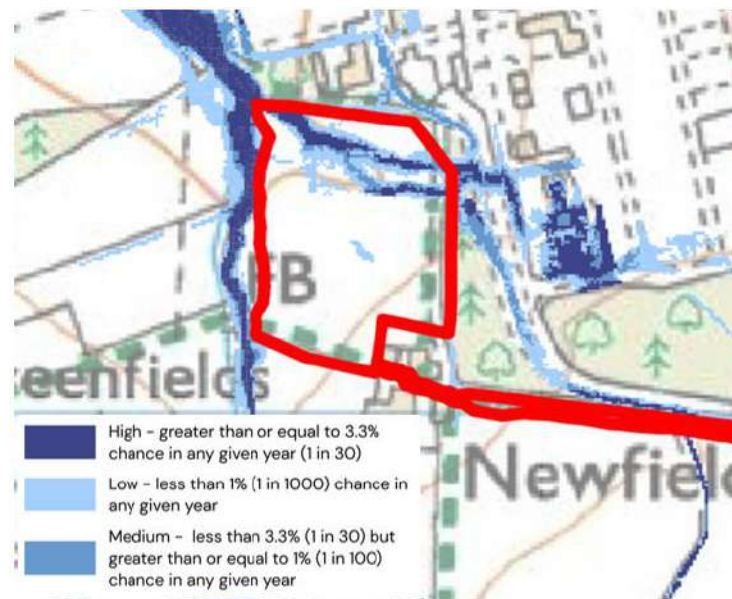 FB
eenfields
Newfield
High - greater than or equal to 3.3%
chance in any given year (1 in 30)
Low - less than 1% (1 in 1000) chance in
any given year
Medium - less than 3.3% (1 in 30) but
greater than or equal to 1% (1 in 100)
chance in any given year